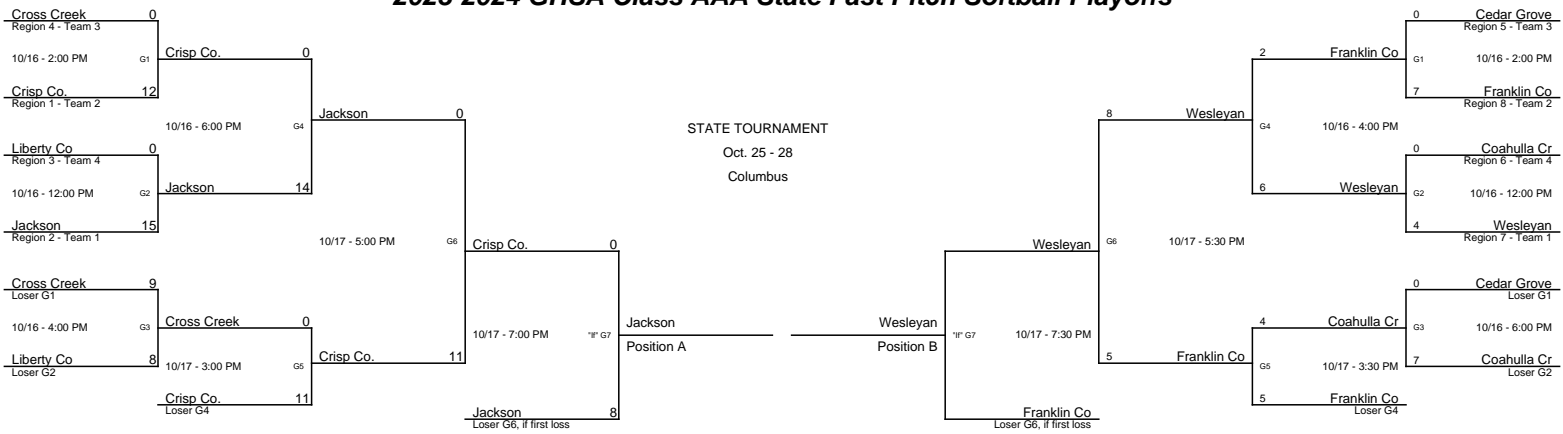 2023-2024 GHSA Class AAA State Fast Pitch Softball Playoffs
Cross Creek 0
Region 4 - Team 3
10/16 - 2:00 PM G1
Crisp Co. 12
Region 1 - Team 2
Crisp Co. 0
10/16 - 6:00 PM G4
Liberty Co 0
Region 3 - Team 4
10/16 - 12:00 PM G2
Jackson 15
Region 2 - Team 1
Jackson 14
Jackson 0
10/17 - 5:00 PM G6
Cross Creek 9
Loser G1
10/16 - 4:00 PM G3
Liberty Co 8
Loser G2
Cross Creek 0
10/17 - 3:00 PM G5
Crisp Co. 11
Loser G4
Crisp Co. 11
Crisp Co. 0
10/17 - 7:00 PM "If" G7
Jackson 8
Loser G6, if first loss
Jackson
Position A
STATE TOURNAMENT
Oct. 25 - 28
Columbus
Wesleyan
Position B
Wesleyan
"If" G7 10/17 - 7:30 PM
Franklin Co
Loser G6, if first loss
8 Wesleyan
G6 10/17 - 5:30 PM
5 Franklin Co
2 Franklin Co
G4 10/16 - 4:00 PM
6 Wesleyan
4 Coahulla Cr
G5 10/17 - 3:30 PM
5 Franklin Co
Loser G4
0 Cedar Grove
Region 5 - Team 3
G1 10/16 - 2:00 PM
7 Franklin Co
Region 8 - Team 2
0 Coahulla Cr
Region 6 - Team 4
G2 10/16 - 12:00 PM
4 Wesleyan
Region 7 - Team 1
0 Cedar Grove
Loser G1
G3 10/16 - 6:00 PM
7 Coahulla Cr
Loser G2